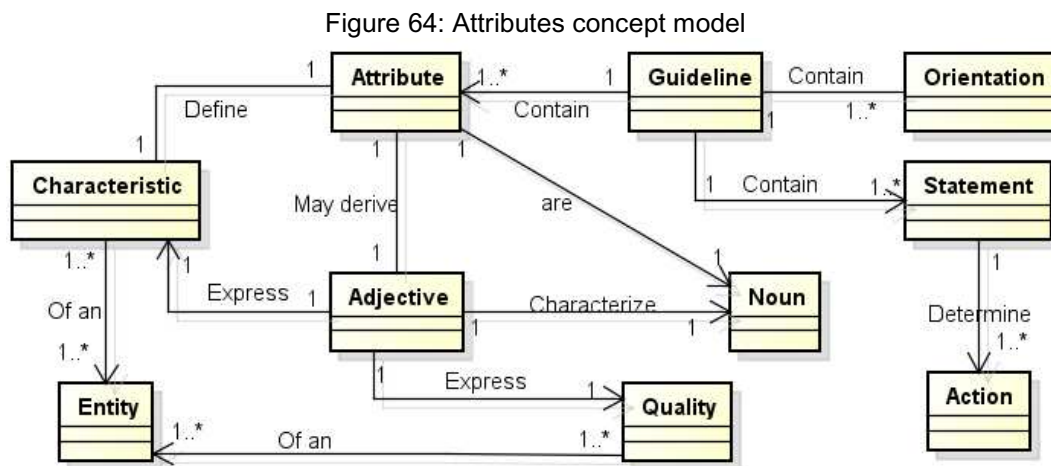 Figure 64: Attributes concept model
1 Attribute 1..* 1 Guideline Contain Orientation
Define 1 Contain 1 1..*
1 1 1
Characteristic 1 Contain 1..* Statement
May derive are
1..* 1 1 1 1
Express 1 Adjective Characterize Noun
Of an 1 1 Determine
1..* 1 Express 1 1..*
Entity Quality Action
1..* Of an 1..*